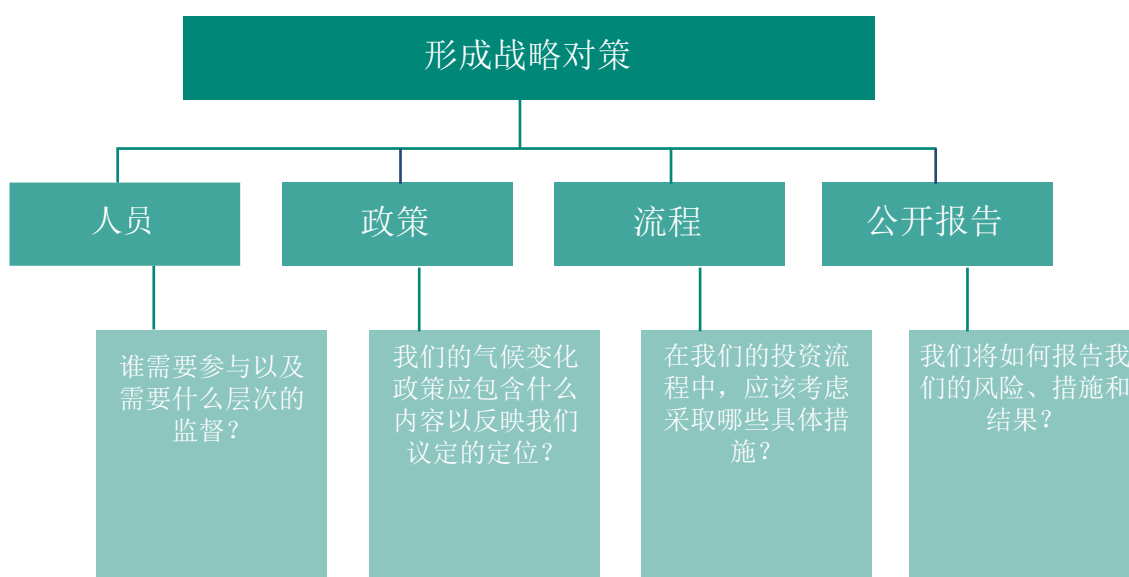 形成战略对策
人员
政策
流程
公开报告
谁需要参与以及
需要什么层次的
监督？
我们的气候变化
政策应包含什么
内容以反映我们
议定的定位？
在我们的投资流
程中，应该考虑
采取哪些具体措
施？
我们将如何报告我
们的风险、措施和
结果？